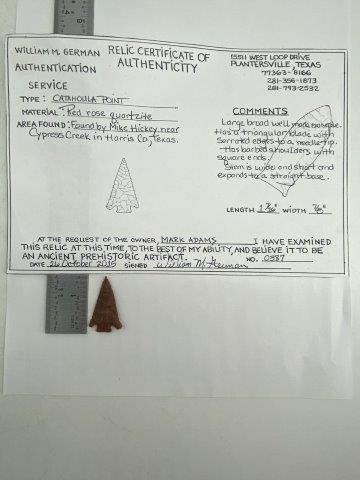 WILLIAM M. GERMAN
AUTHENTICATION
SERVICE
RELIC CERTIFICATE OF
AUTHENTICITY
15511 WEST LOOP DRIVE
PLANTERSVILLE, TEXAS
77363-8166
281-356-1873
281-793-2532
TYPE: CATAHOULA POINT
MATERIAL: Red rose quartzite
AREA FOUND: Found by Mike Hickey near
Cypress Creek in Harris Co., Texas.
COMMENTS
Large broad well made example.
Has a triangular blade with
Serrated edges to a needle tip.
Has barbed shoulders with
square ends.
Stem is wide and short and
expands to a straight base.
LENGTH WIDTH 7/8"
AT THE REQUEST OF THE OWNER, MARK ADAMS I HAVE EXAMINED
THIS RELIC AT THIS TIME, TO THE BEST OF MY ABILITY, AND BELIEVE IT TO BE
AN ANCIENT PREHISTORIC ARTIFACT. NO. 0387
DATE 26 October 2015 SIGNED William M. German